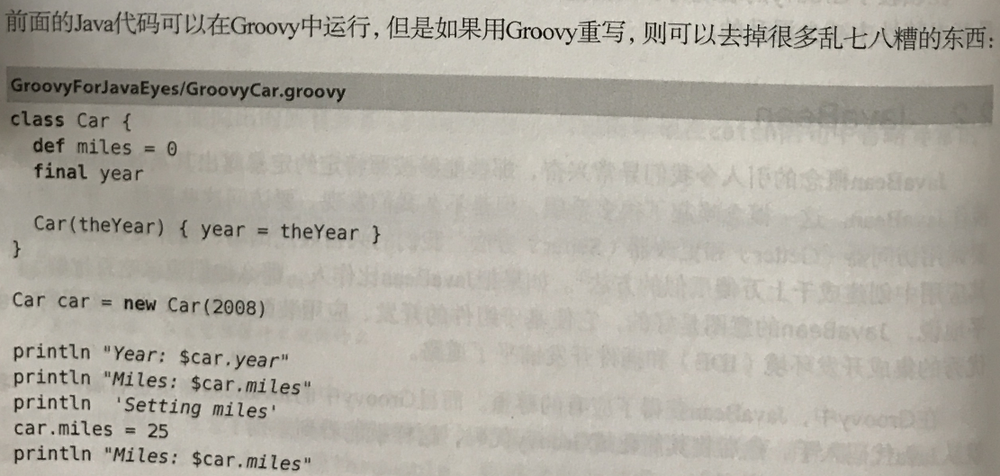 前面的Java代码可以在Groovy中运行，但是如果用Groovy重写，则可以去掉很多乱七八糟的东西：
GroovyForJavaEyes/GroovyCar.groovy
class Car {
  def miles = 0
  final year

  Car(theYear) { year = theYear }
}

Car car = new Car(2008)

println "Year: $car.year"
println "Miles: $car.miles"
println  'Setting miles'
car.miles = 25
println "Miles: $car.miles"